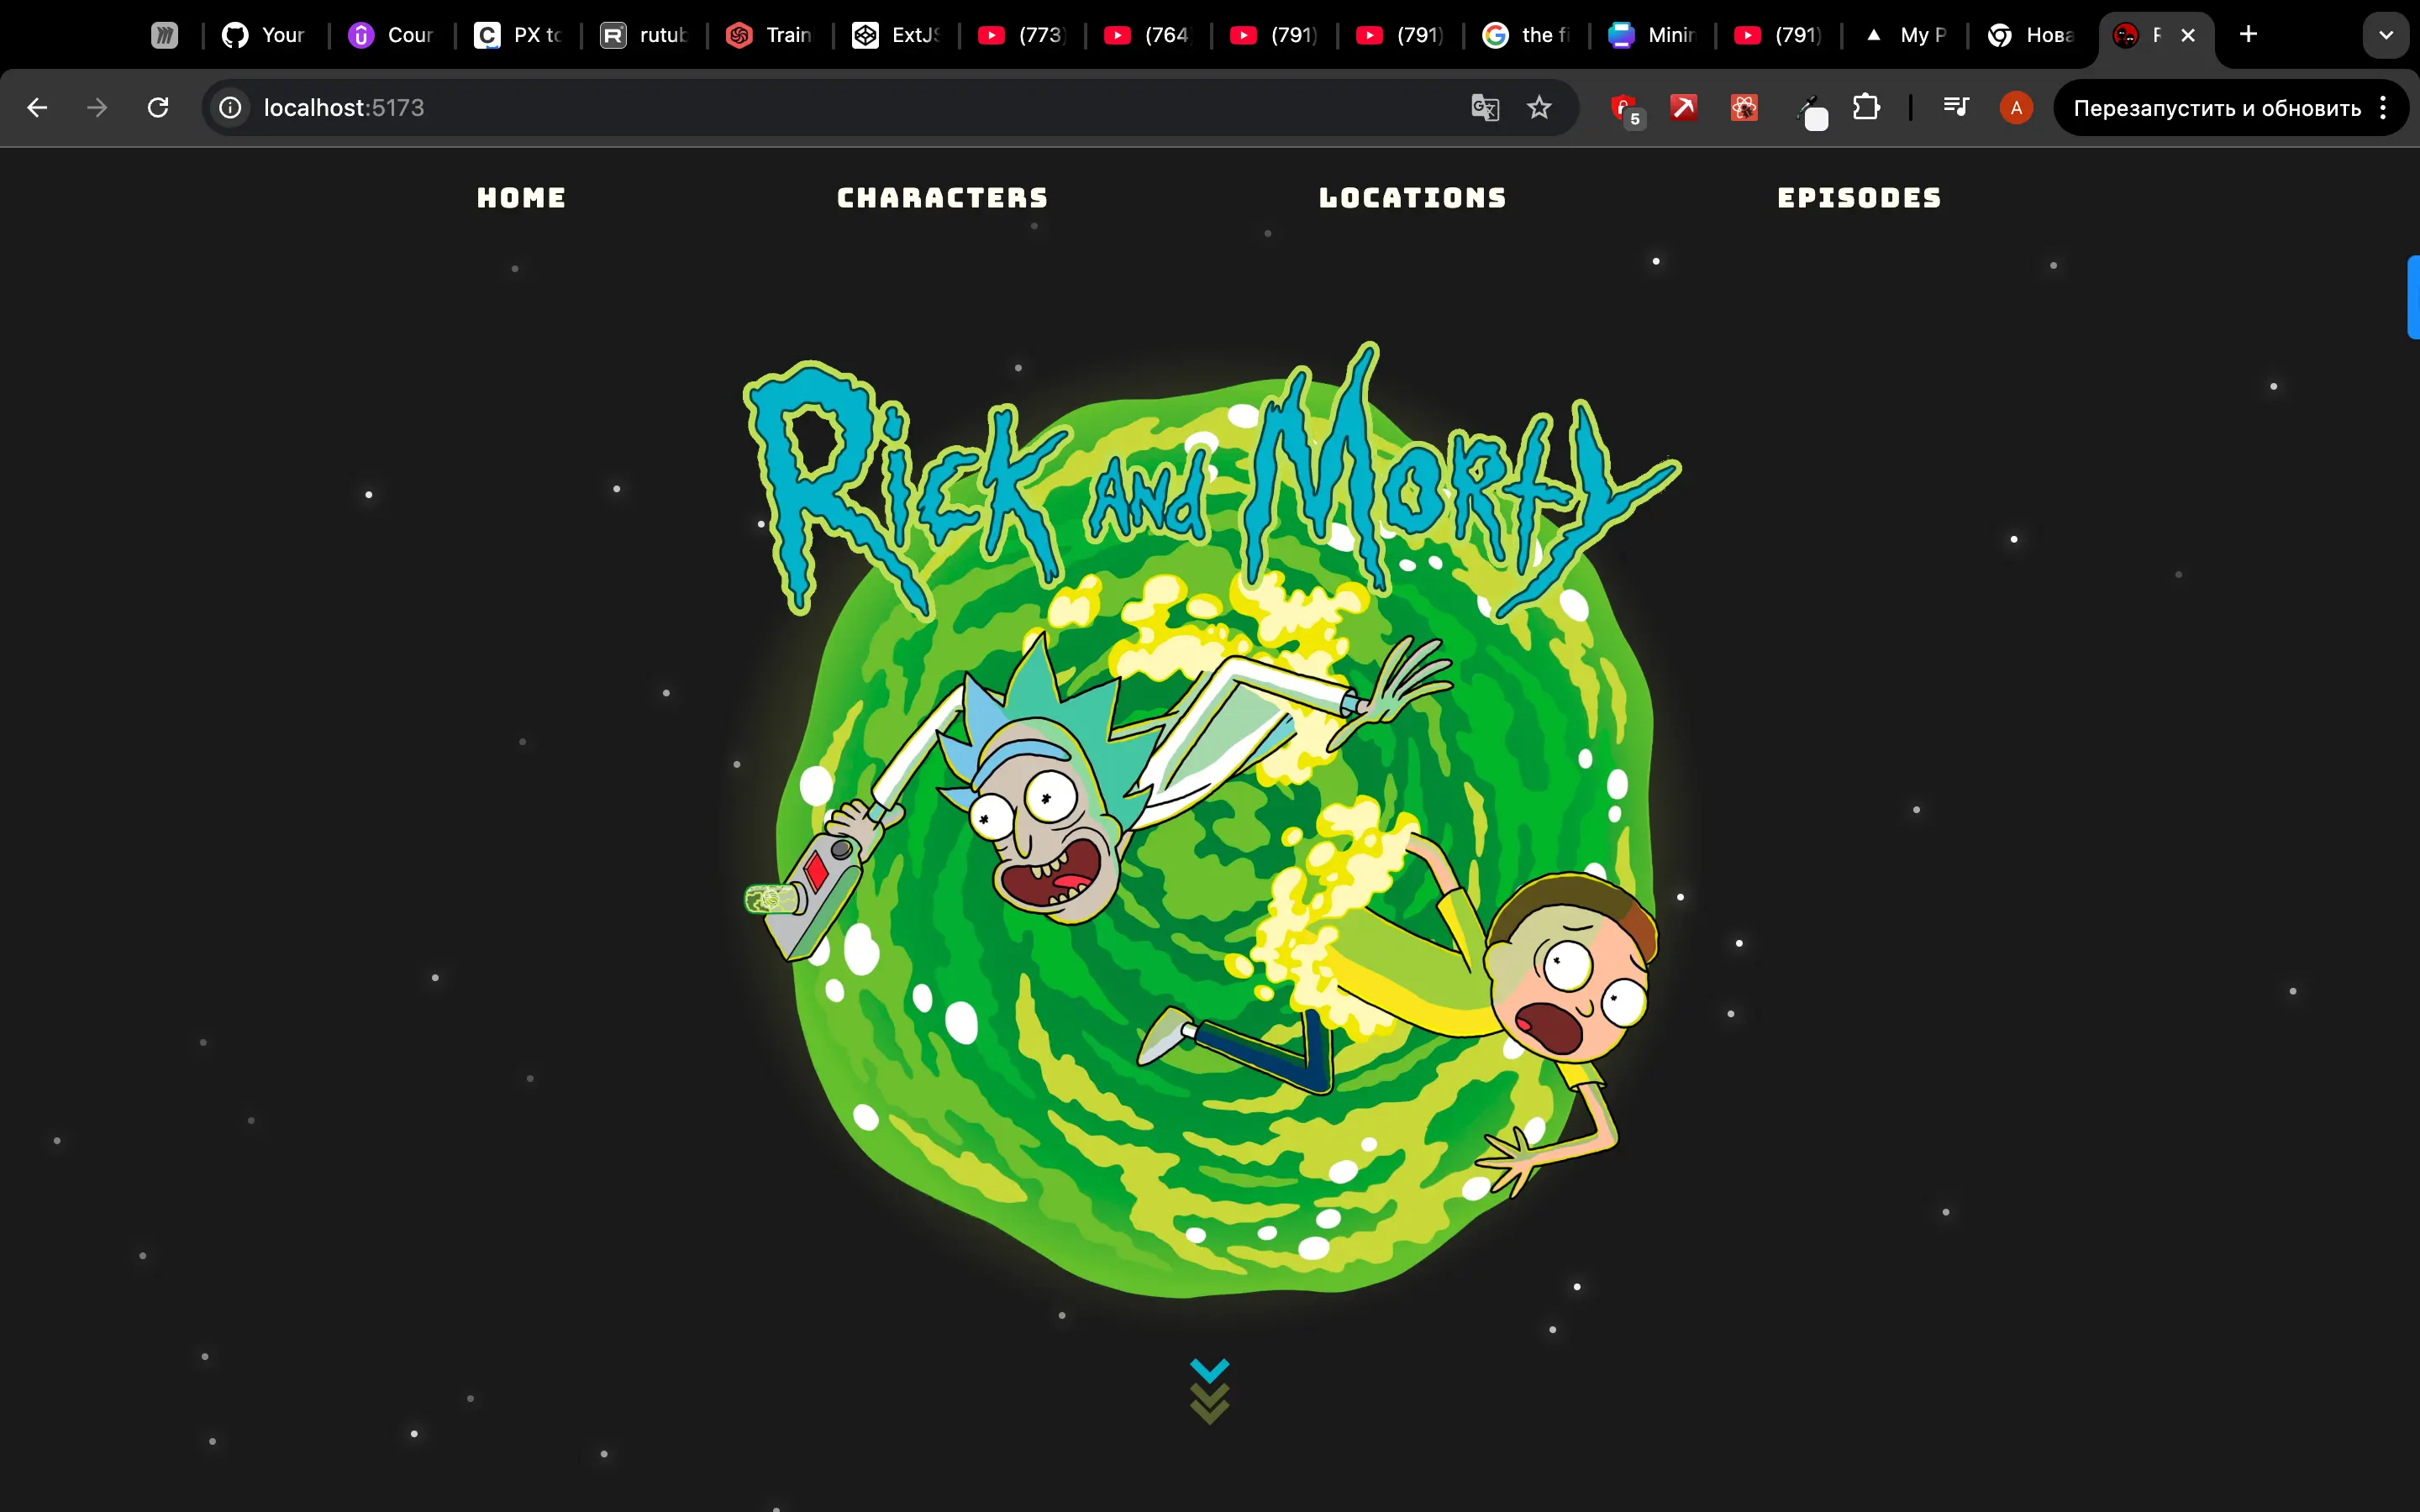 Your
Cour
PX to
rutub
Train
ExtJS
(773)
(764
(791)
(791)
the fi
Minin
(791)
My P
Нова
localhost:5173
5
A
Перезапустить и обновить
HOME
CHARACTERS
LOCATIONS
EPISODES
Rick and Morty